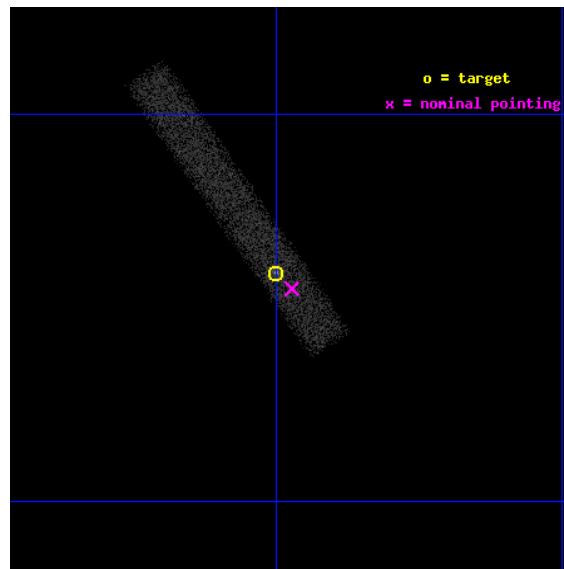 o = target
x = nominal pointing